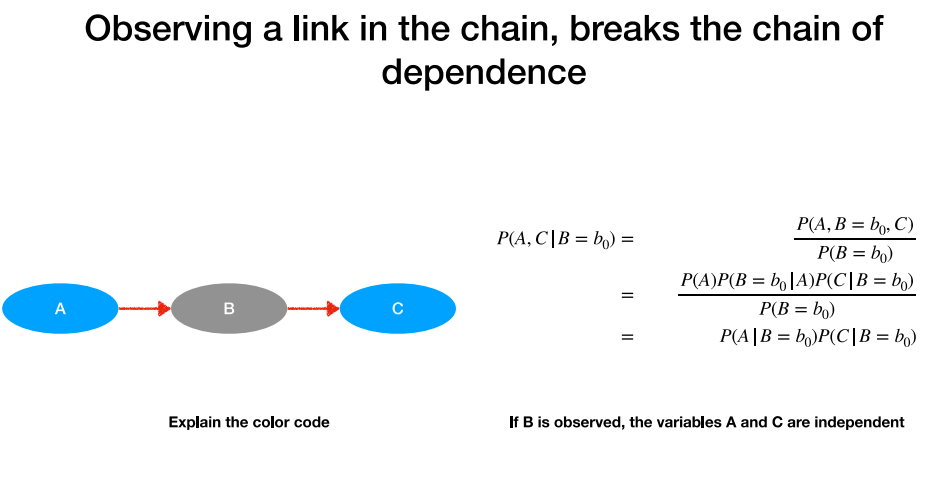 Observing a link in the chain, breaks the chain of
dependence
P(A, C|B = b₀) = P(A, B = b₀, C) / P(B = b₀)
= P(A)P(B = b₀|A)P(C|B = b₀) / P(B = b₀)
= P(A|B = b₀)P(C|B = b₀)
A B C
Explain the color code
If B is observed, the variables A and C are independent